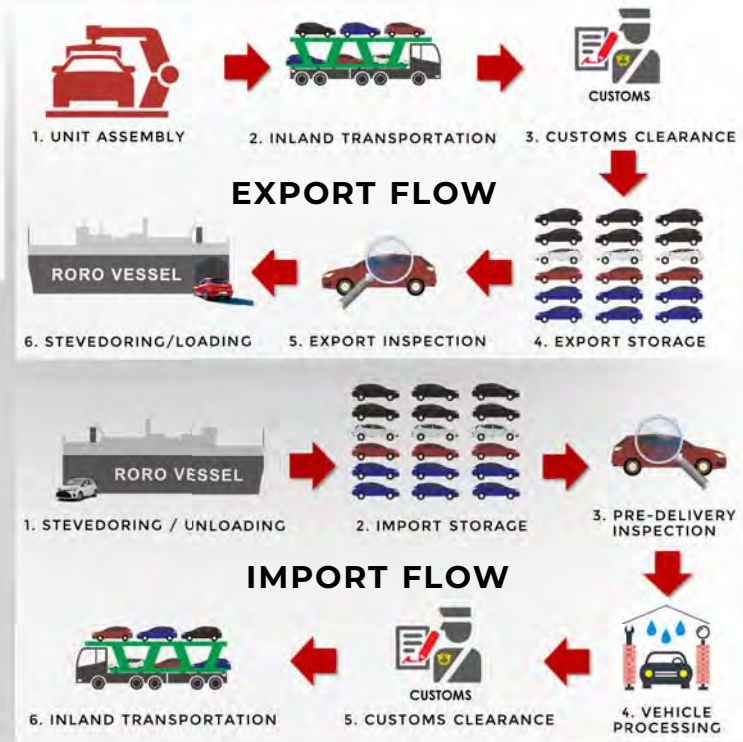 CUSTOMS
1. UNIT ASSEMBLY
2. INLAND TRANSPORTATION
3. CUSTOMS CLEARANCE
EXPORT FLOW
RORO VESSEL
6. STEVEDORING/LOADING
5. EXPORT INSPECTION
4. EXPORT STORAGE
RORO VESSEL
1. STEVEDORING / UNLOADING
2. IMPORT STORAGE
3. PRE-DELIVERY
INSPECTION
IMPORT FLOW
CUSTOMS
6. INLAND TRANSPORTATION
5. CUSTOMS CLEARANCE
4. VEHICLE
PROCESSING